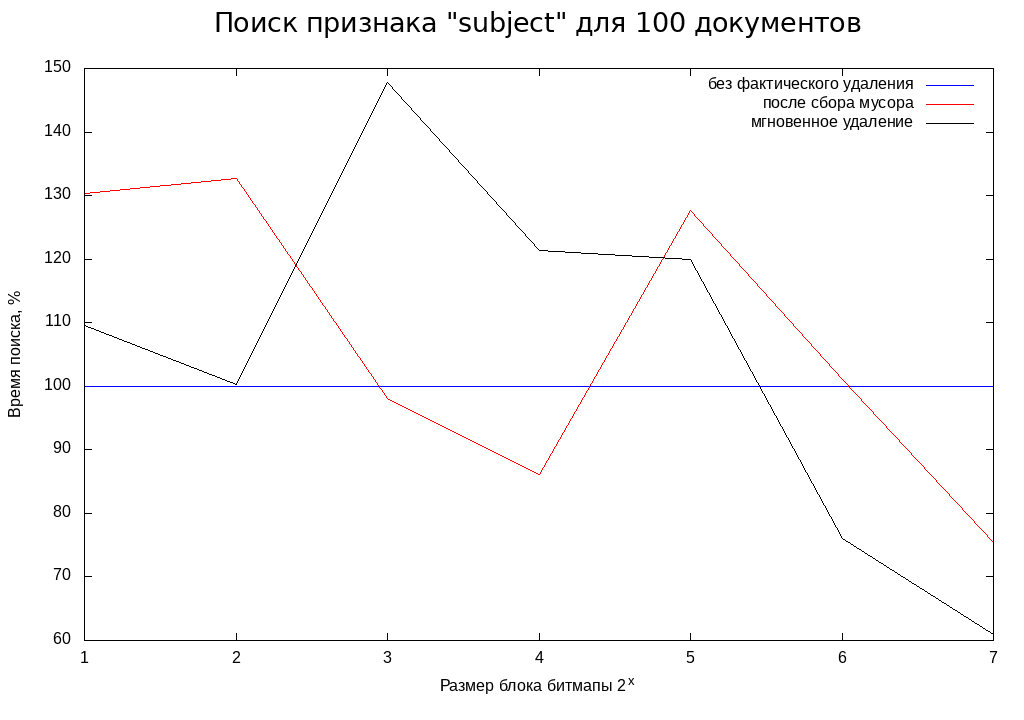 Поиск признака "subject" для 100 документов
150
140
130
120
110
100
90
80
70
60
Время поиска, %
без фактического удаления
после сбора мусора
мгновенное удаление
1 2 3 4 5 6 7
Размер блока битмапы 2^x